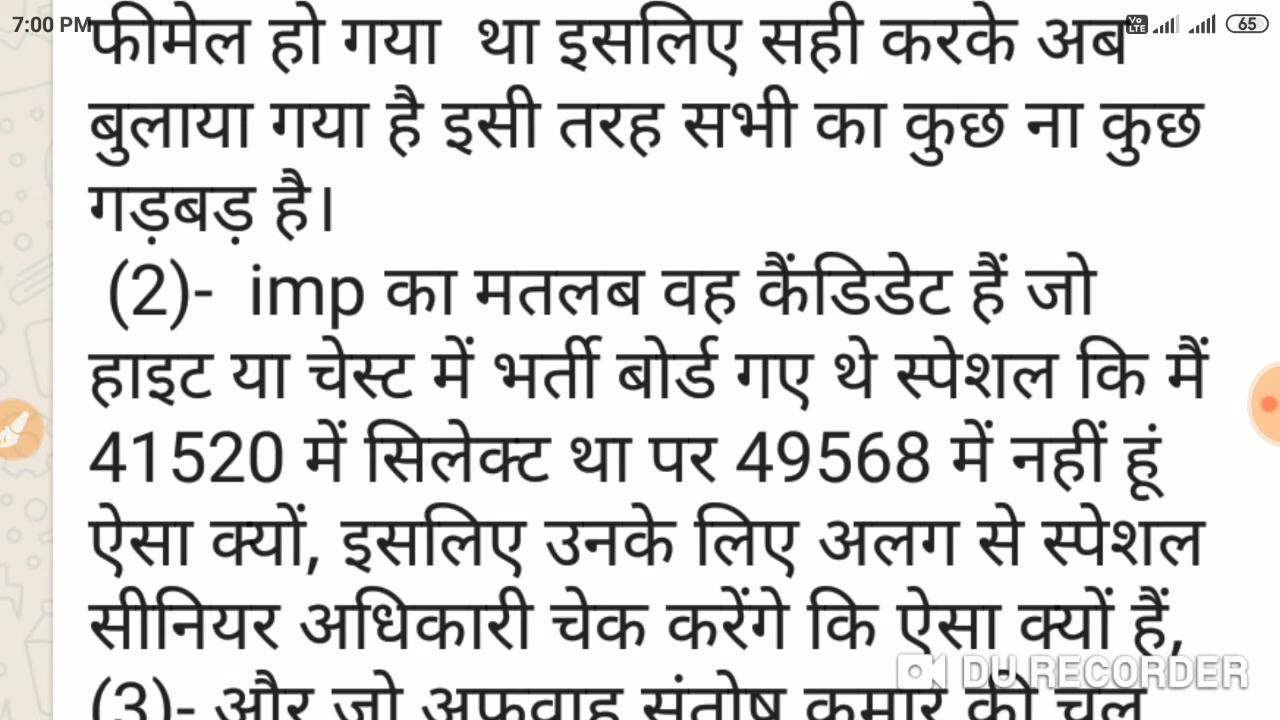 7:00 PM
Vo LTE
65
फीमेल हो गया था इसलिए सही करके अब
बुलाया गया है इसी तरह सभी का कुछ ना कुछ
गड़बड़ है।
(2)- imp का मतलब वह कैंडिडेट हैं जो
हाइट या चेस्ट में भर्ती बोर्ड गए थे स्पेशल कि मैं
41520 में सिलेक्ट था पर 49568 में नहीं हूं
ऐसा क्यों, इसलिए उनके लिए अलग से स्पेशल
सीनियर अधिकारी चेक करेंगे कि ऐसा क्यों हैं,
DU RECORDER
(3)- और जो अफवाह संतोष कुमार की चल